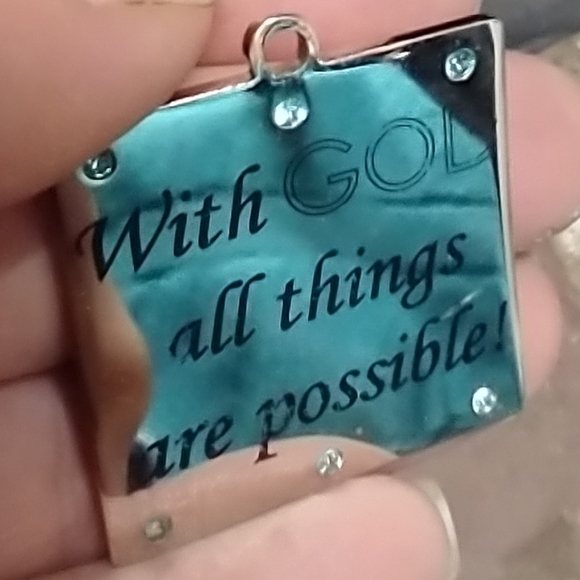 With GOD
all things
are possible!